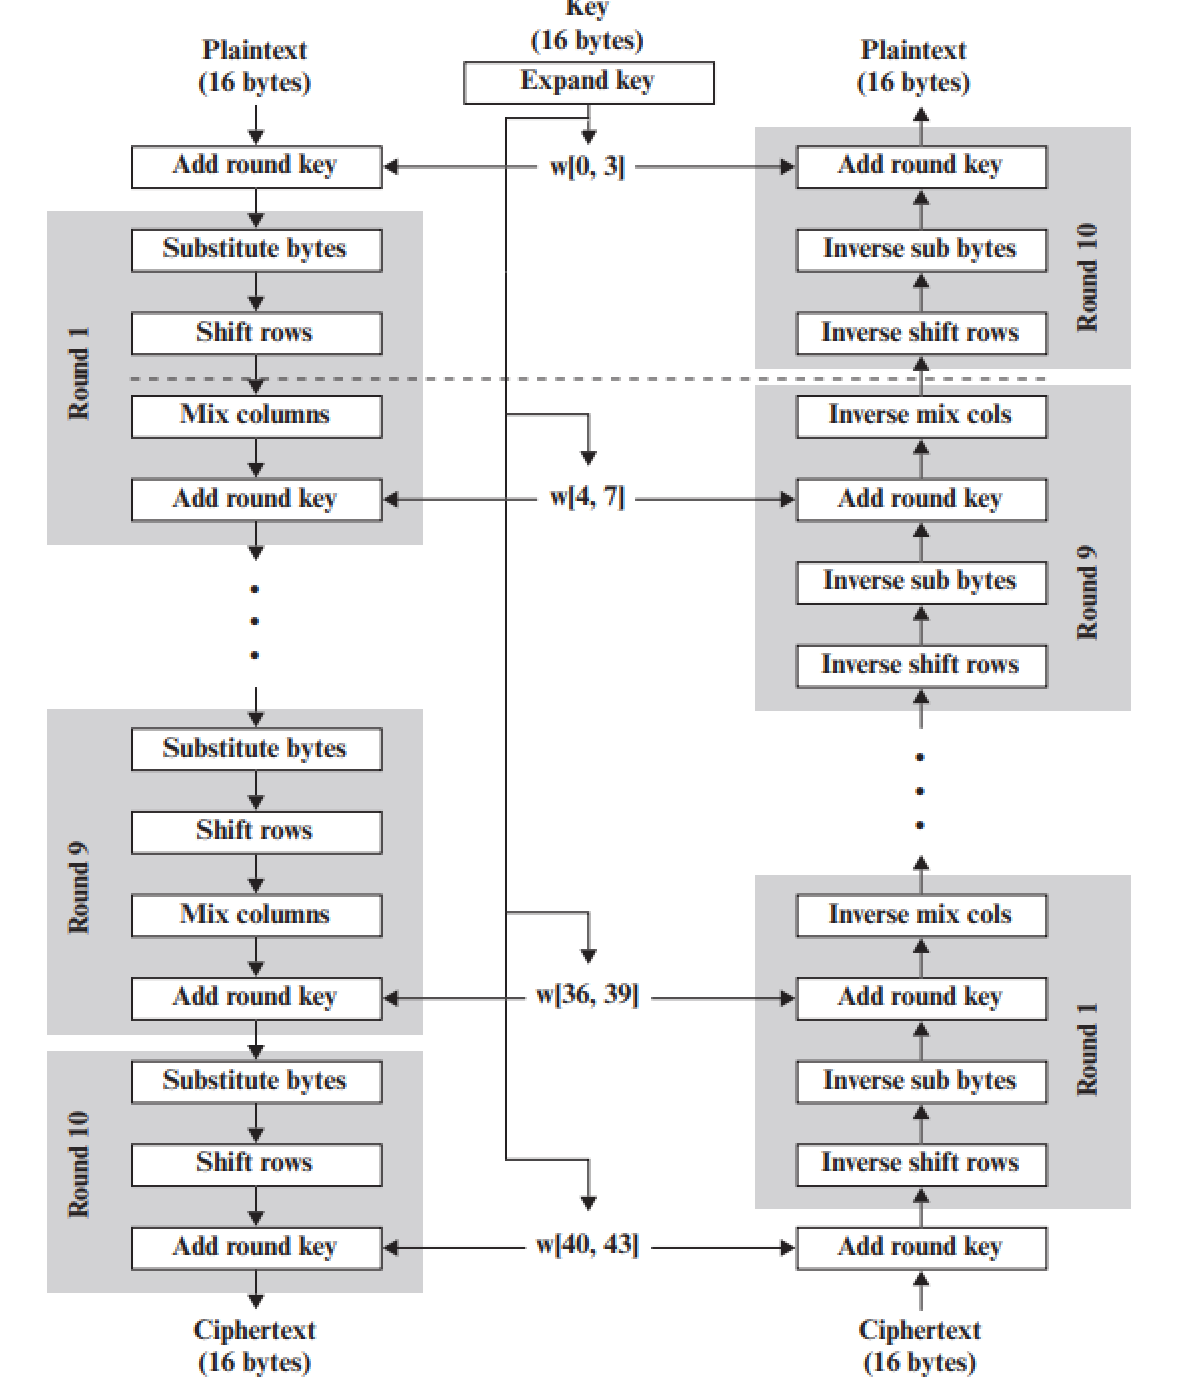 Plaintext
(16 bytes)
Add round key
Round 1
Substitute bytes
Shift rows
Mix columns
Add round key
Round 9
Substitute bytes
Shift rows
Mix columns
Add round key
Round 10
Substitute bytes
Shift rows
Add round key
Ciphertext
(16 bytes)
Key
(16 bytes)
Expand key
w[0, 3]
w[4, 7]
w[36, 39]
w[40, 43]
Plaintext
(16 bytes)
Add round key
Inverse sub bytes
Inverse shift rows
Round 10
Inverse mix cols
Add round key
Inverse sub bytes
Inverse shift rows
Round 9
Inverse mix cols
Add round key
Inverse sub bytes
Inverse shift rows
Round 1
Add round key
Ciphertext
(16 bytes)